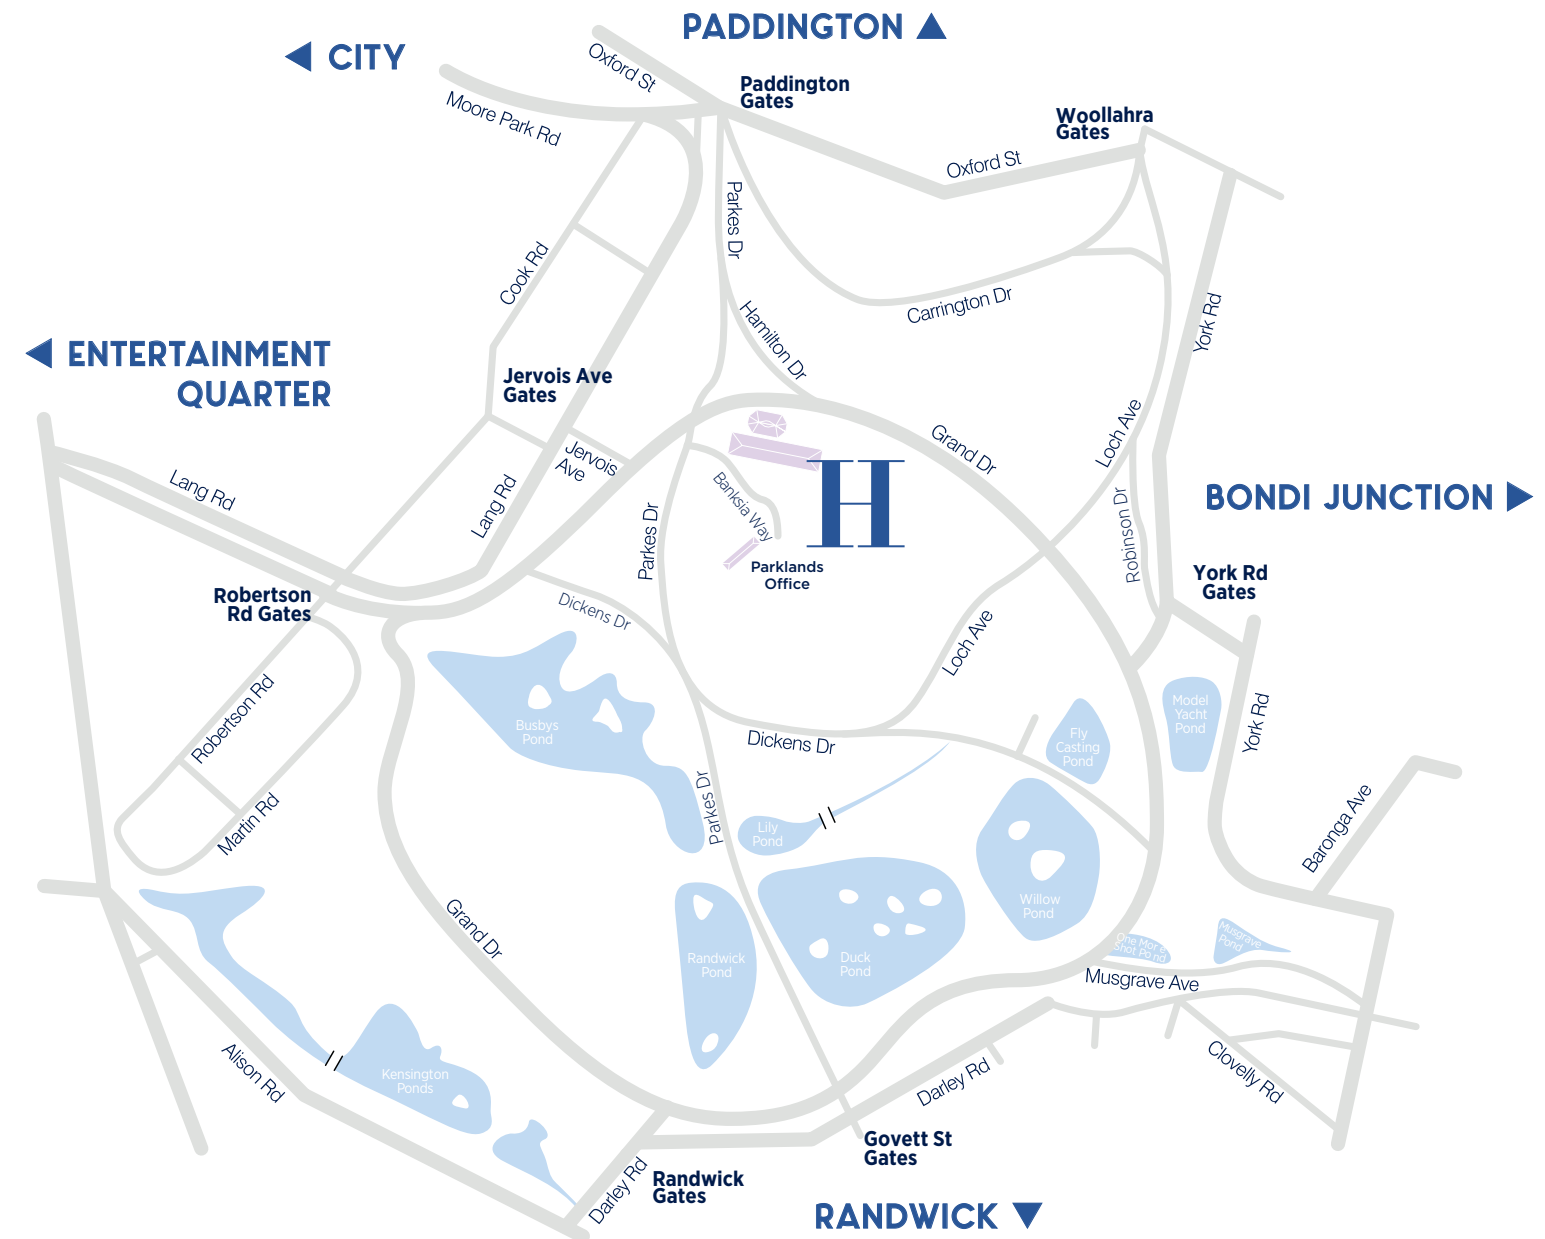 PADDINGTON
CITY
Oxford St
Moore Park Rd
Paddington
Gates
Woollahra
Gates
Oxford St
Parkes Dr
Cook Rd
Carrington Dr
York Rd
Hamilton Dr
ENTERTAINMENT
QUARTER
Jervois Ave
Gates
Loch Ave
Grand Dr
Jervois
Ave
Lang Rd
Lang Rd
Banksia Way
H
BONDI JUNCTION
Parkes Dr
Robinson Dr
Parklands
Office
York Rd
Gates
Robertson
Rd Gates
Dickens Dr
Loch Ave
Robertson Rd
Busbys
Pond
Dickens Dr
Fly
Casting
Pond
Model
Yacht
Pond
York Rd
Martin Rd
Parkes Dr
Lily
Pond
Baronga Ave
Grand Dr
Willow
Pond
Randwick
Pond
Duck
Pond
One More
Shot Pond
Musgrave
Pond
Musgrave Ave
Alison Rd
Kensington
Ponds
Darley Rd
Clovelly Rd
Govett St
Gates
Randwick
Gates
Darley Rd
RANDWICK